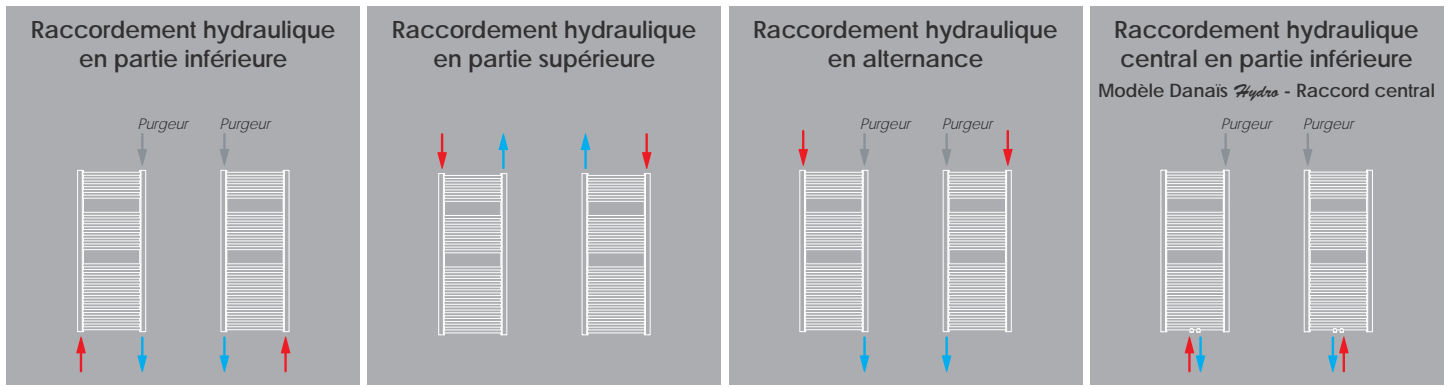 Raccordement hydraulique
en partie inférieure
Purgeur Purgeur
Raccordement hydraulique
en partie supérieure
Raccordement hydraulique
en alternance
Purgeur Purgeur
Raccordement hydraulique
central en partie inférieure
Modèle Danaïs Hydro - Raccord central
Purgeur Purgeur